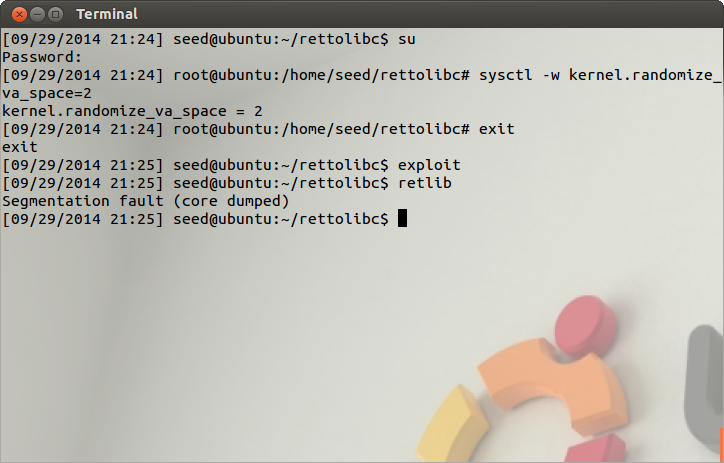 Terminal
[09/29/2014 21:24] seed@ubuntu:~/rettolibc$ su
Password:
[09/29/2014 21:24] root@ubuntu:/home/seed/rettolibc# sysctl -w kernel.randomize_
va_space=2
kernel.randomize_va_space = 2
[09/29/2014 21:24] root@ubuntu:/home/seed/rettolibc# exit
exit
[09/29/2014 21:25] seed@ubuntu:~/rettolibc$ exploit
[09/29/2014 21:25] seed@ubuntu:~/rettolibc$ retlib
Segmentation fault (core dumped)
[09/29/2014 21:25] seed@ubuntu:~/rettolibc$